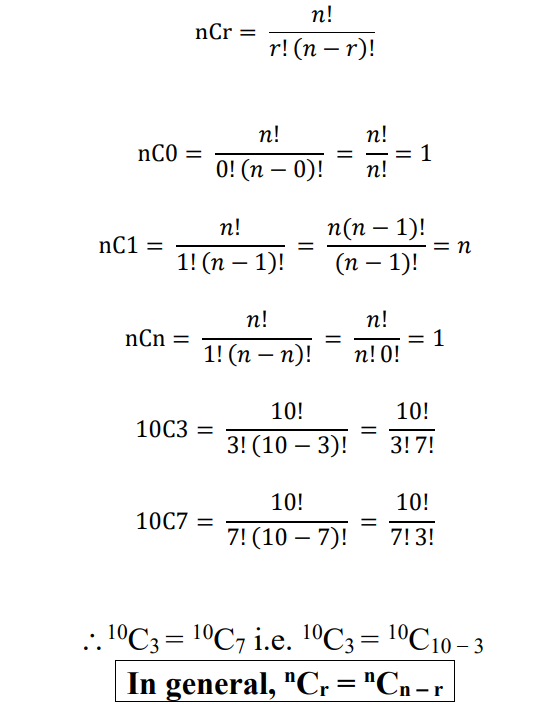 nCr = n! / r! (n − r)!
nC0 = n! / 0! (n − 0)! = n! / n! = 1
nC1 = n! / 1! (n − 1)! = n(n − 1)! / (n − 1)! = n
nCn = n! / 1! (n − n)! = n! / n! 0! = 1
10C3 = 10! / 3! (10 − 3)! = 10! / 3! 7!
10C7 = 10! / 7! (10 − 7)! = 10! / 7! 3!
∴ ¹⁰C₃ = ¹⁰C₇ i.e. ¹⁰C₃ = ¹⁰C₁₀ ₋ ₃
In general, ⁿCᵣ = ⁿCₙ ₋ ᵣ